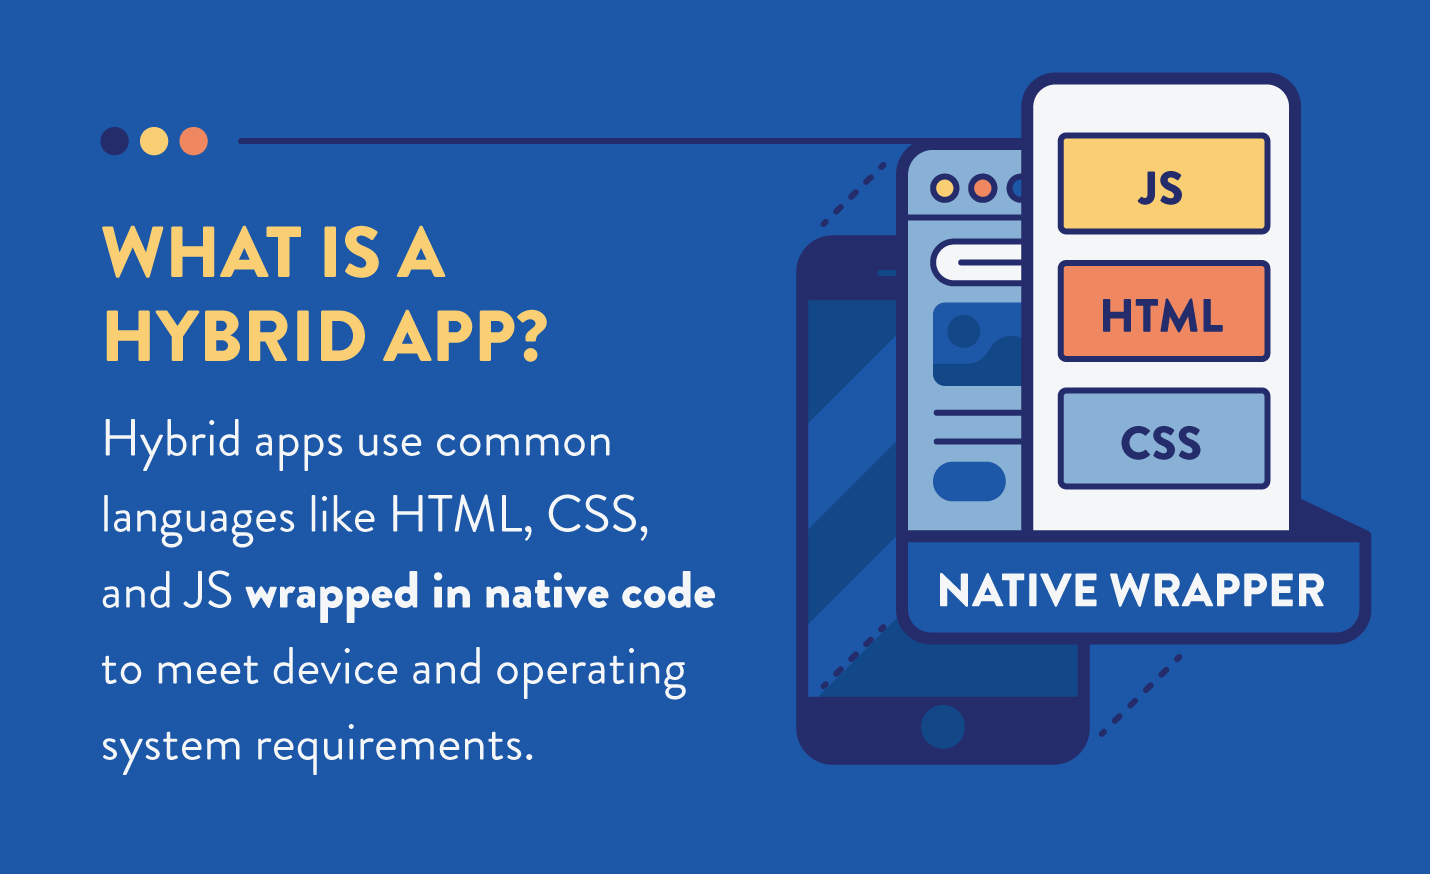 WHAT IS A
HYBRID APP?
Hybrid apps use common
languages like HTML, CSS,
and JS wrapped in native code
to meet device and operating
system requirements.
JS
HTML
CSS
NATIVE WRAPPER